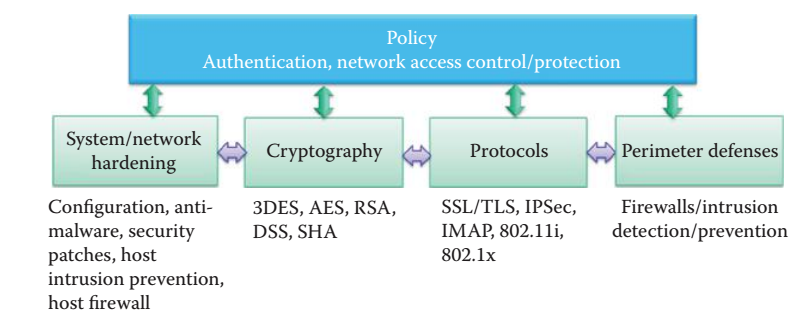 Policy
Authentication, network access control/protection
System/network
hardening
Cryptography
Protocols
Perimeter defenses
Configuration, anti-
malware, security
patches, host
intrusion prevention,
host firewall
3DES, AES, RSA,
DSS, SHA
SSL/TLS, IPSec,
IMAP, 802.11i,
802.1x
Firewalls/intrusion
detection/prevention